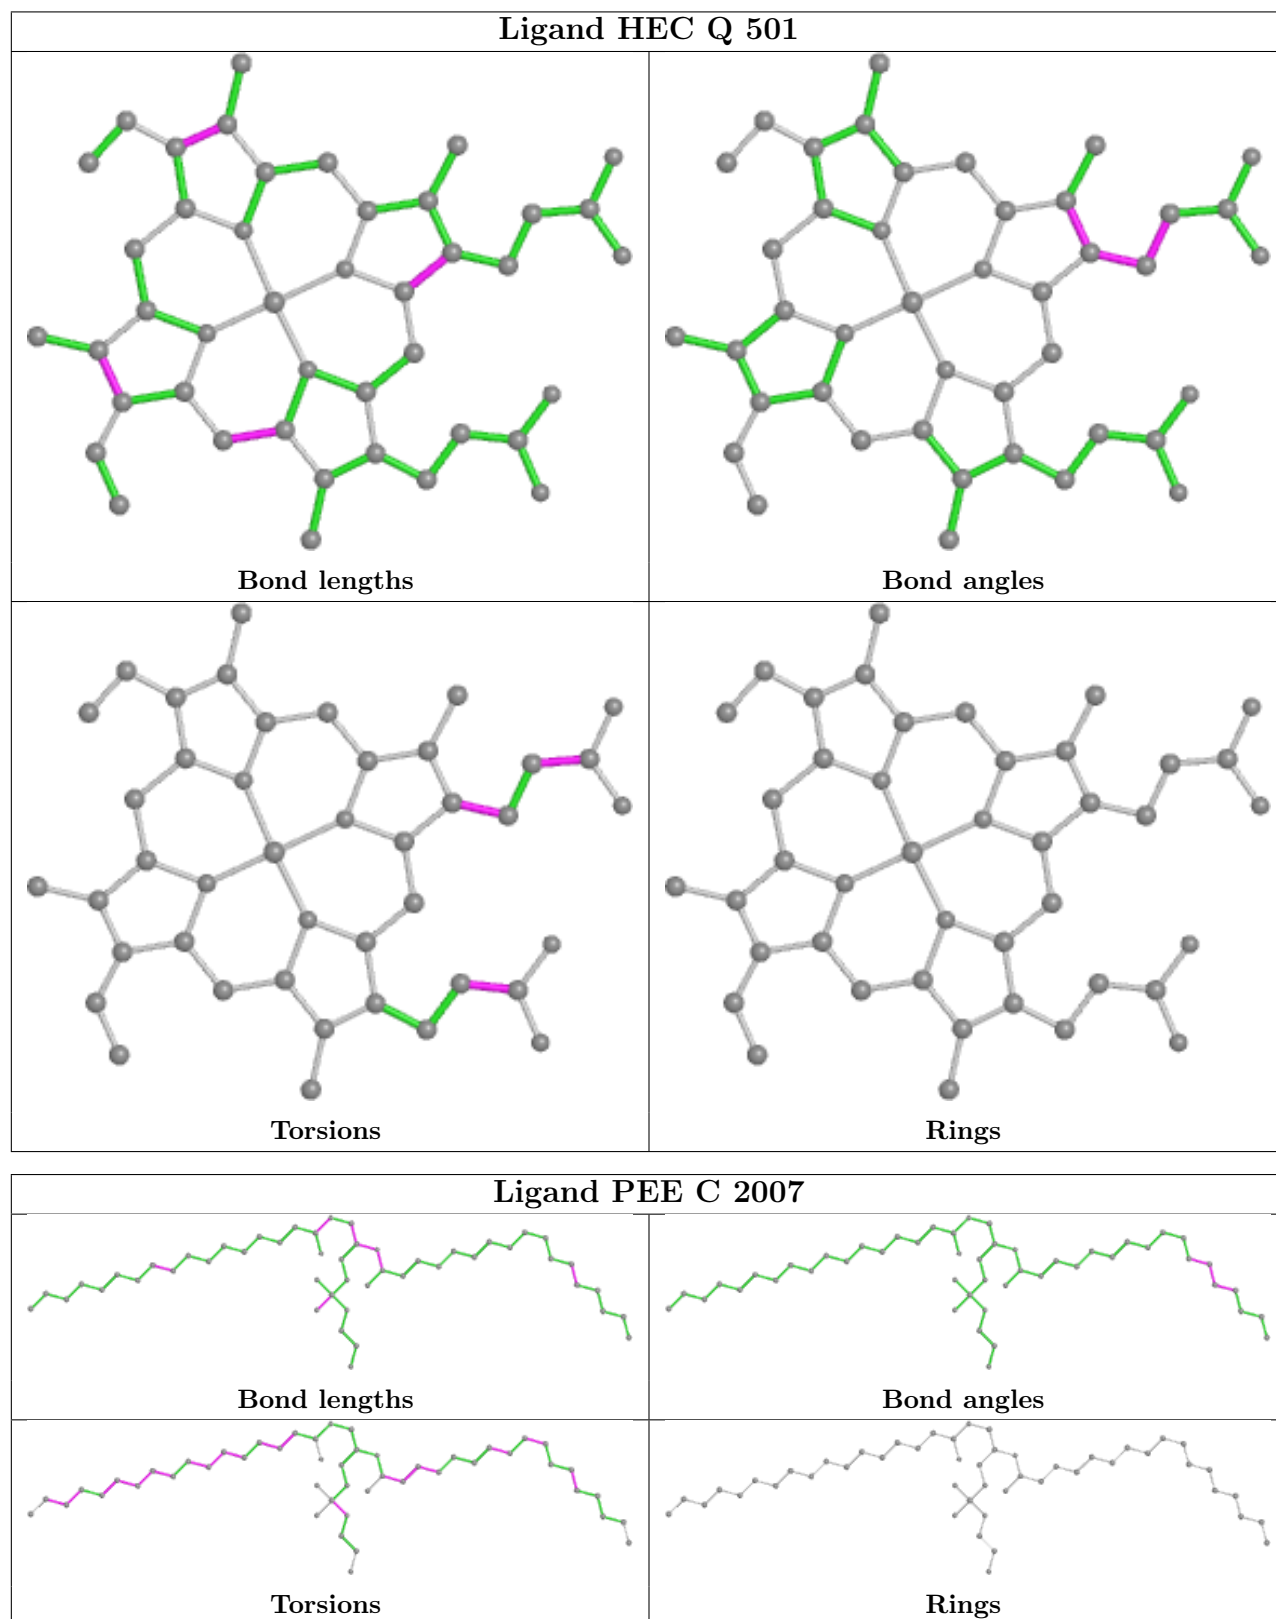 Ligand HEC Q 501
Bond lengths
Bond angles
Torsions
Rings
Ligand PEE C 2007
Bond lengths
Bond angles
Torsions
Rings